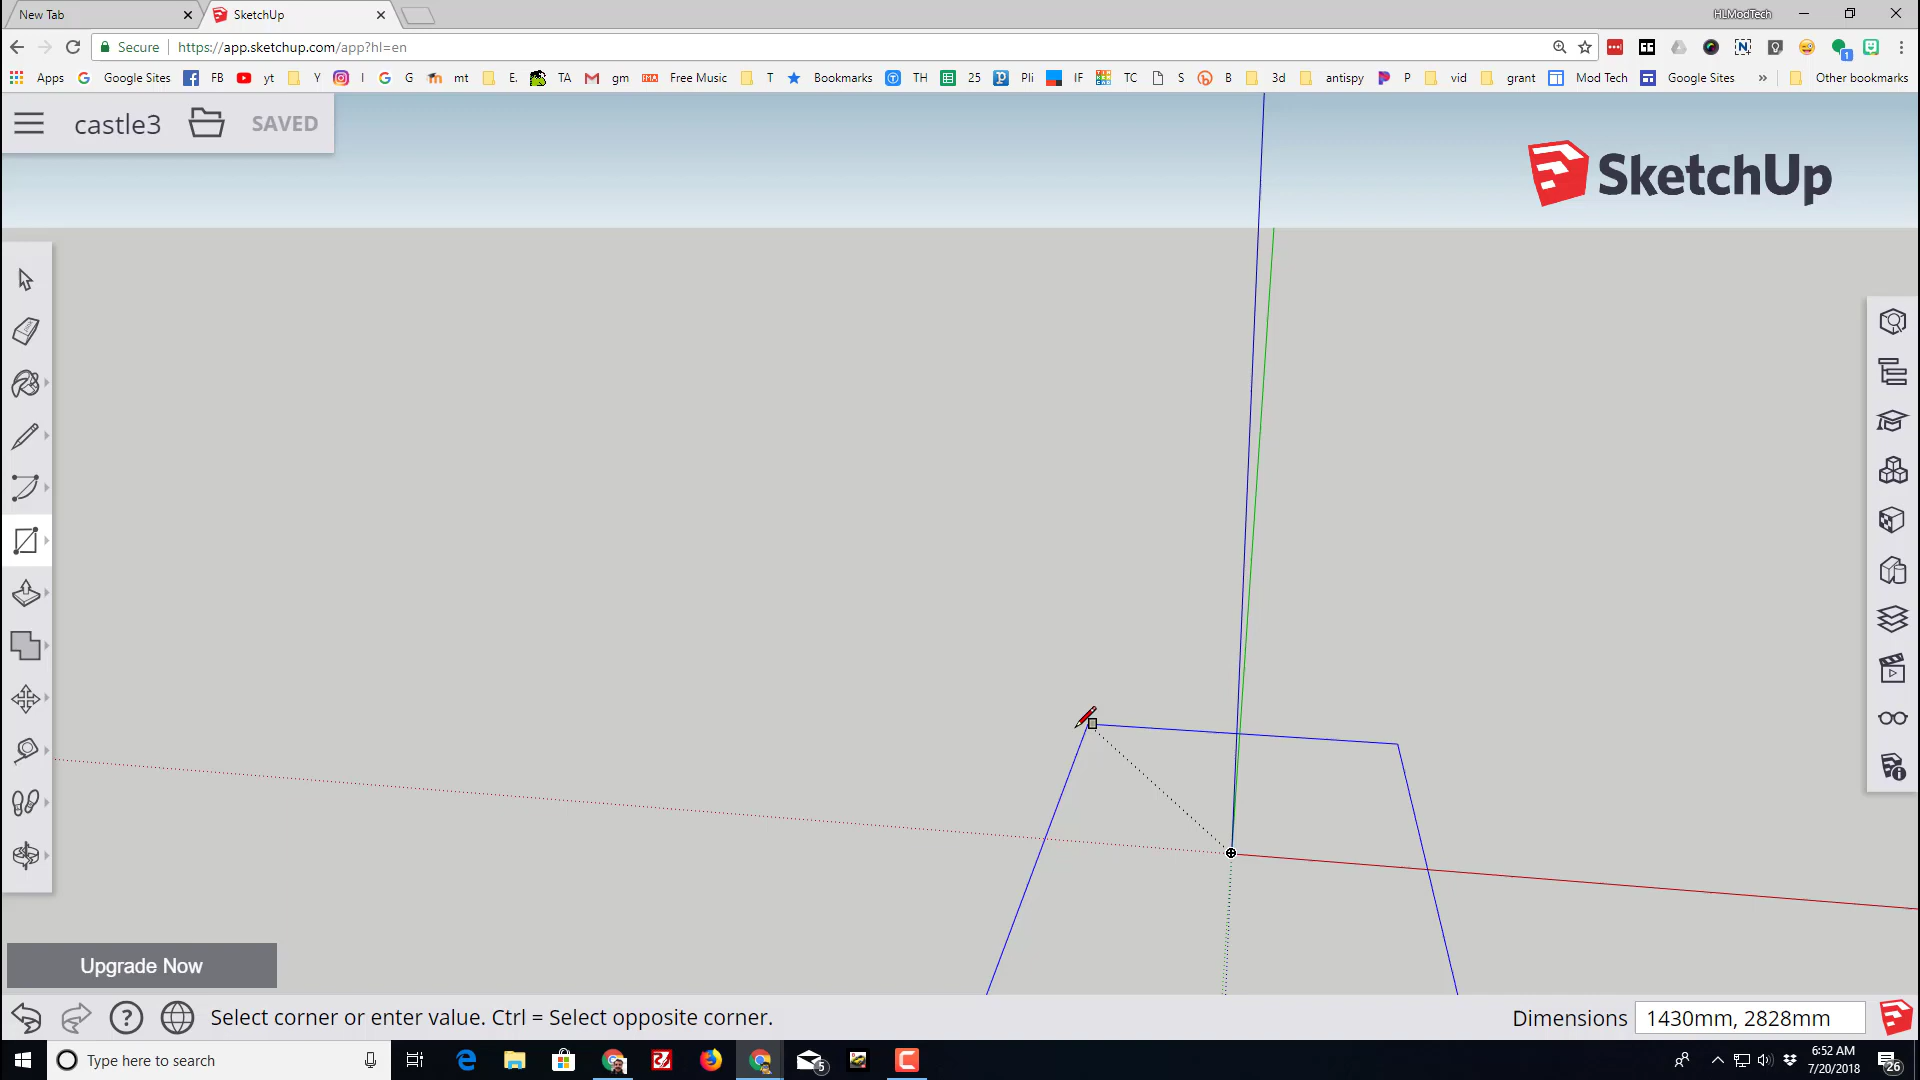 New Tab
SketchUp
HLModTech
Secure
https://app.sketchup.com/app?hl=en
Apps
Google Sites
FB
yt
Y
I
G
mt
E.
TA
gm
Free Music
T
Bookmarks
TH
25
Pli
IF
TC
S
B
3d
antispy
P
vid
grant
Mod Tech
Google Sites
»
Other bookmarks
castle3
SAVED
SketchUp
Upgrade Now
Select corner or enter value. Ctrl = Select opposite corner.
Dimensions
1430mm, 2828mm
Type here to search
5
6:52 AM
7/20/2018
26